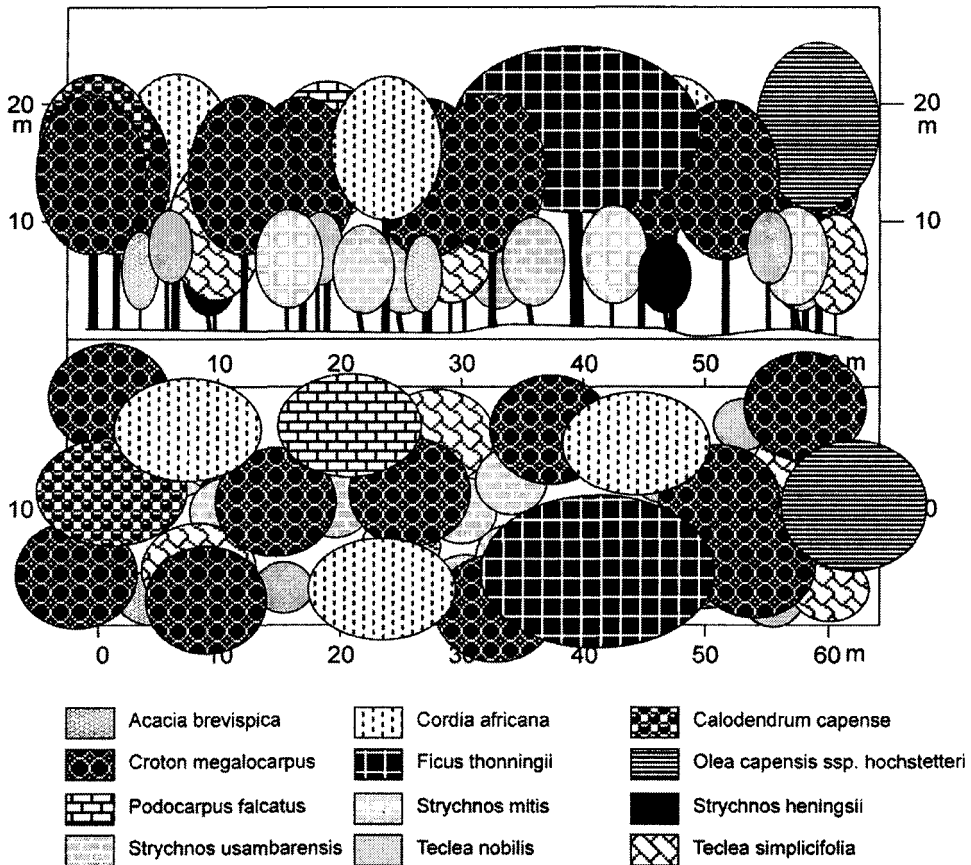 20 20
m m
10 10
10 20 30 40 50 m
10 0
0 10 20 30 40 50 60 m
Acacia brevispica Cordia africana Calodendrum capense
Croton megalocarpus Ficus thonningii Olea capensis ssp. hochstetteri
Podocarpus falcatus Strychnos mitis Strychnos heningsii
Strychnos usambarensis Teclea nobilis Teclea simplicifolia